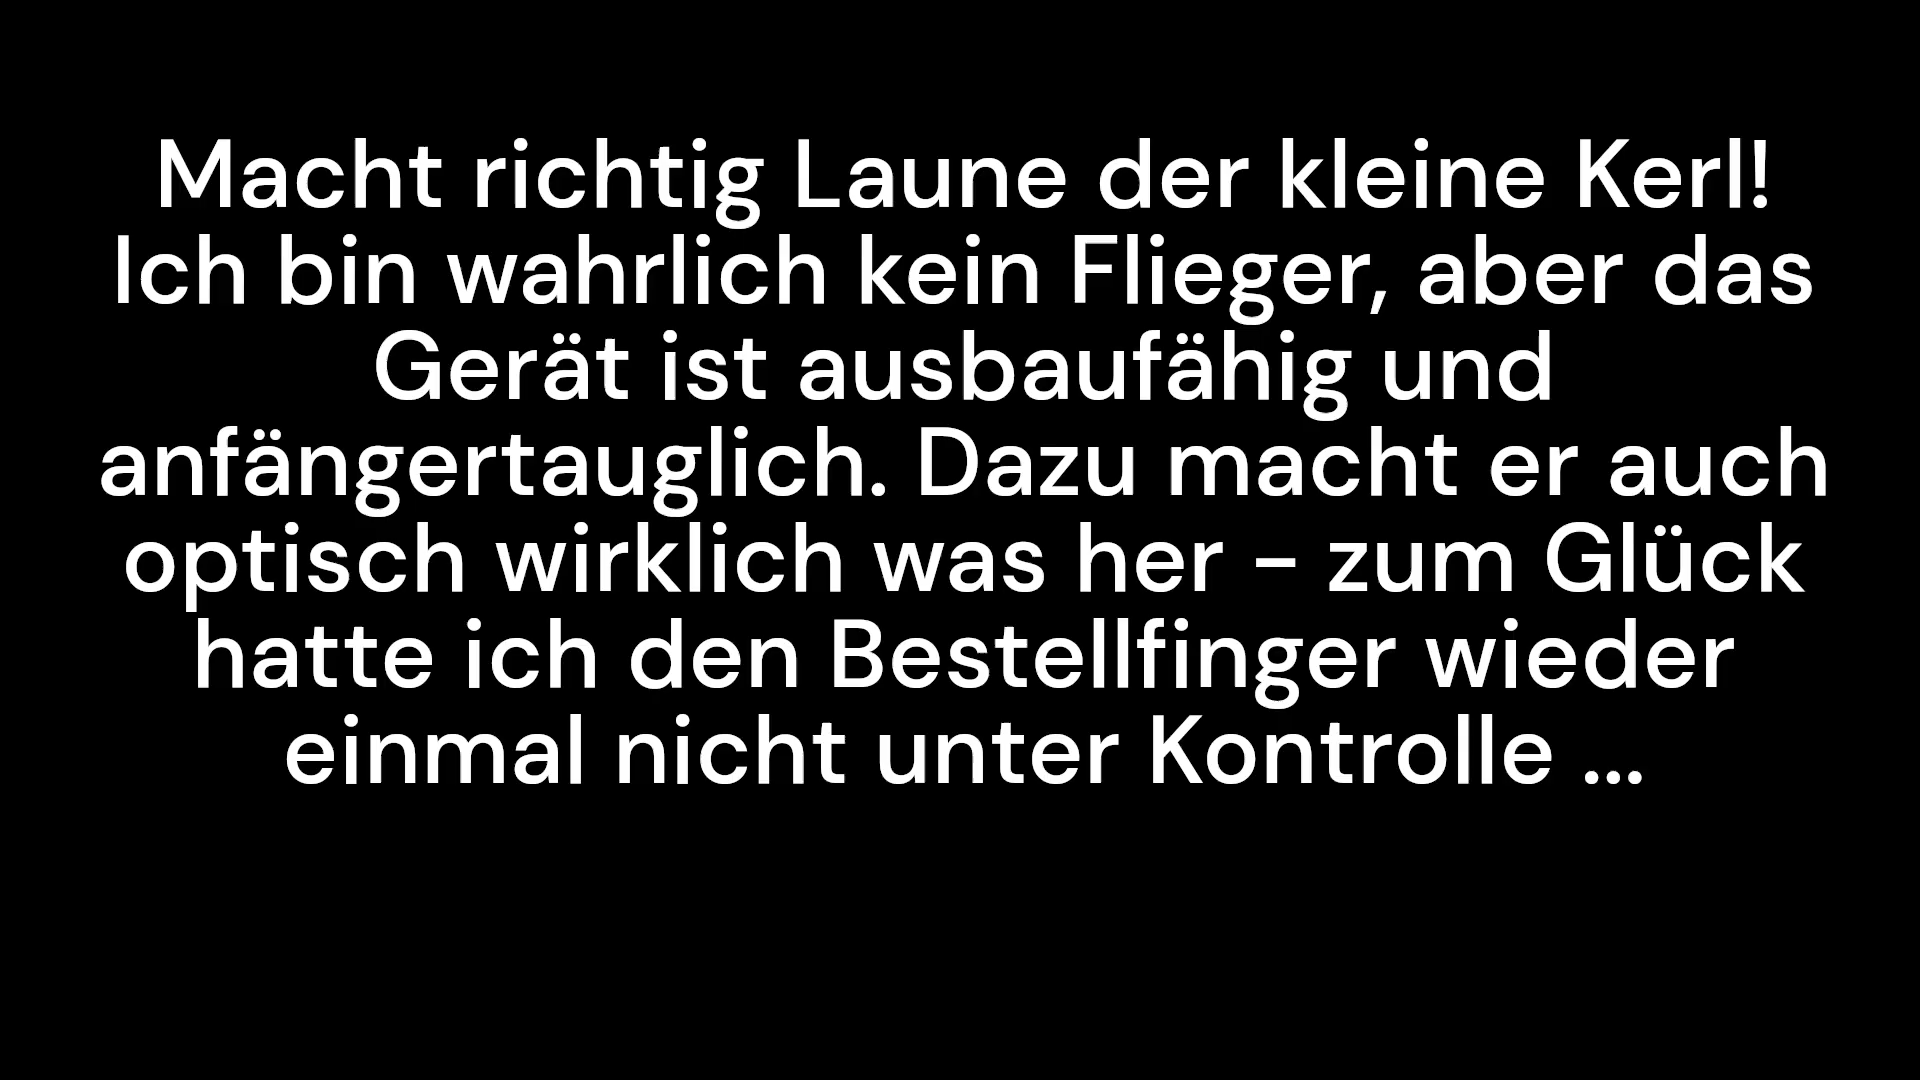 Macht richtig Laune der kleine Kerl!
Ich bin wahrlich kein Flieger, aber das
Gerät ist ausbaufähig und
anfängertauglich. Dazu macht er auch
optisch wirklich was her - zum Glück
hatte ich den Bestellfinger wieder
einmal nicht unter Kontrolle ...